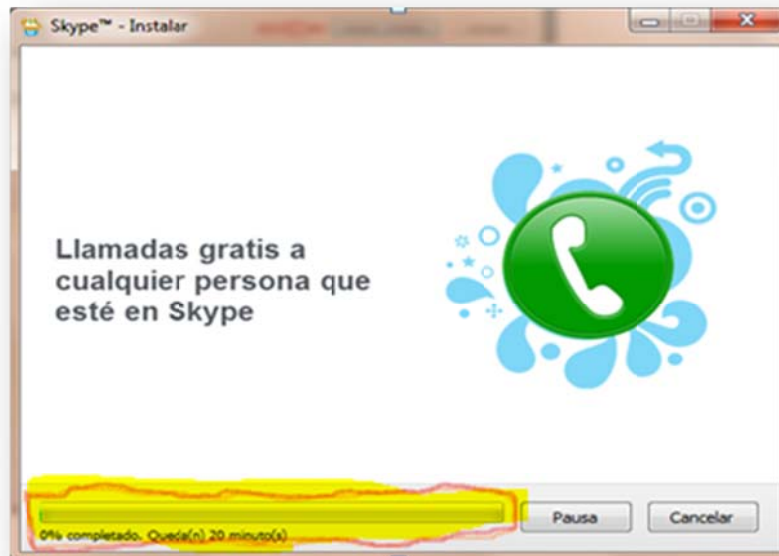 Skype™ - Instalar
Llamadas gratis a
cualquier persona que
esté en Skype
0% completado. Queda(n) 20 minuto(s)
Pausa
Cancelar